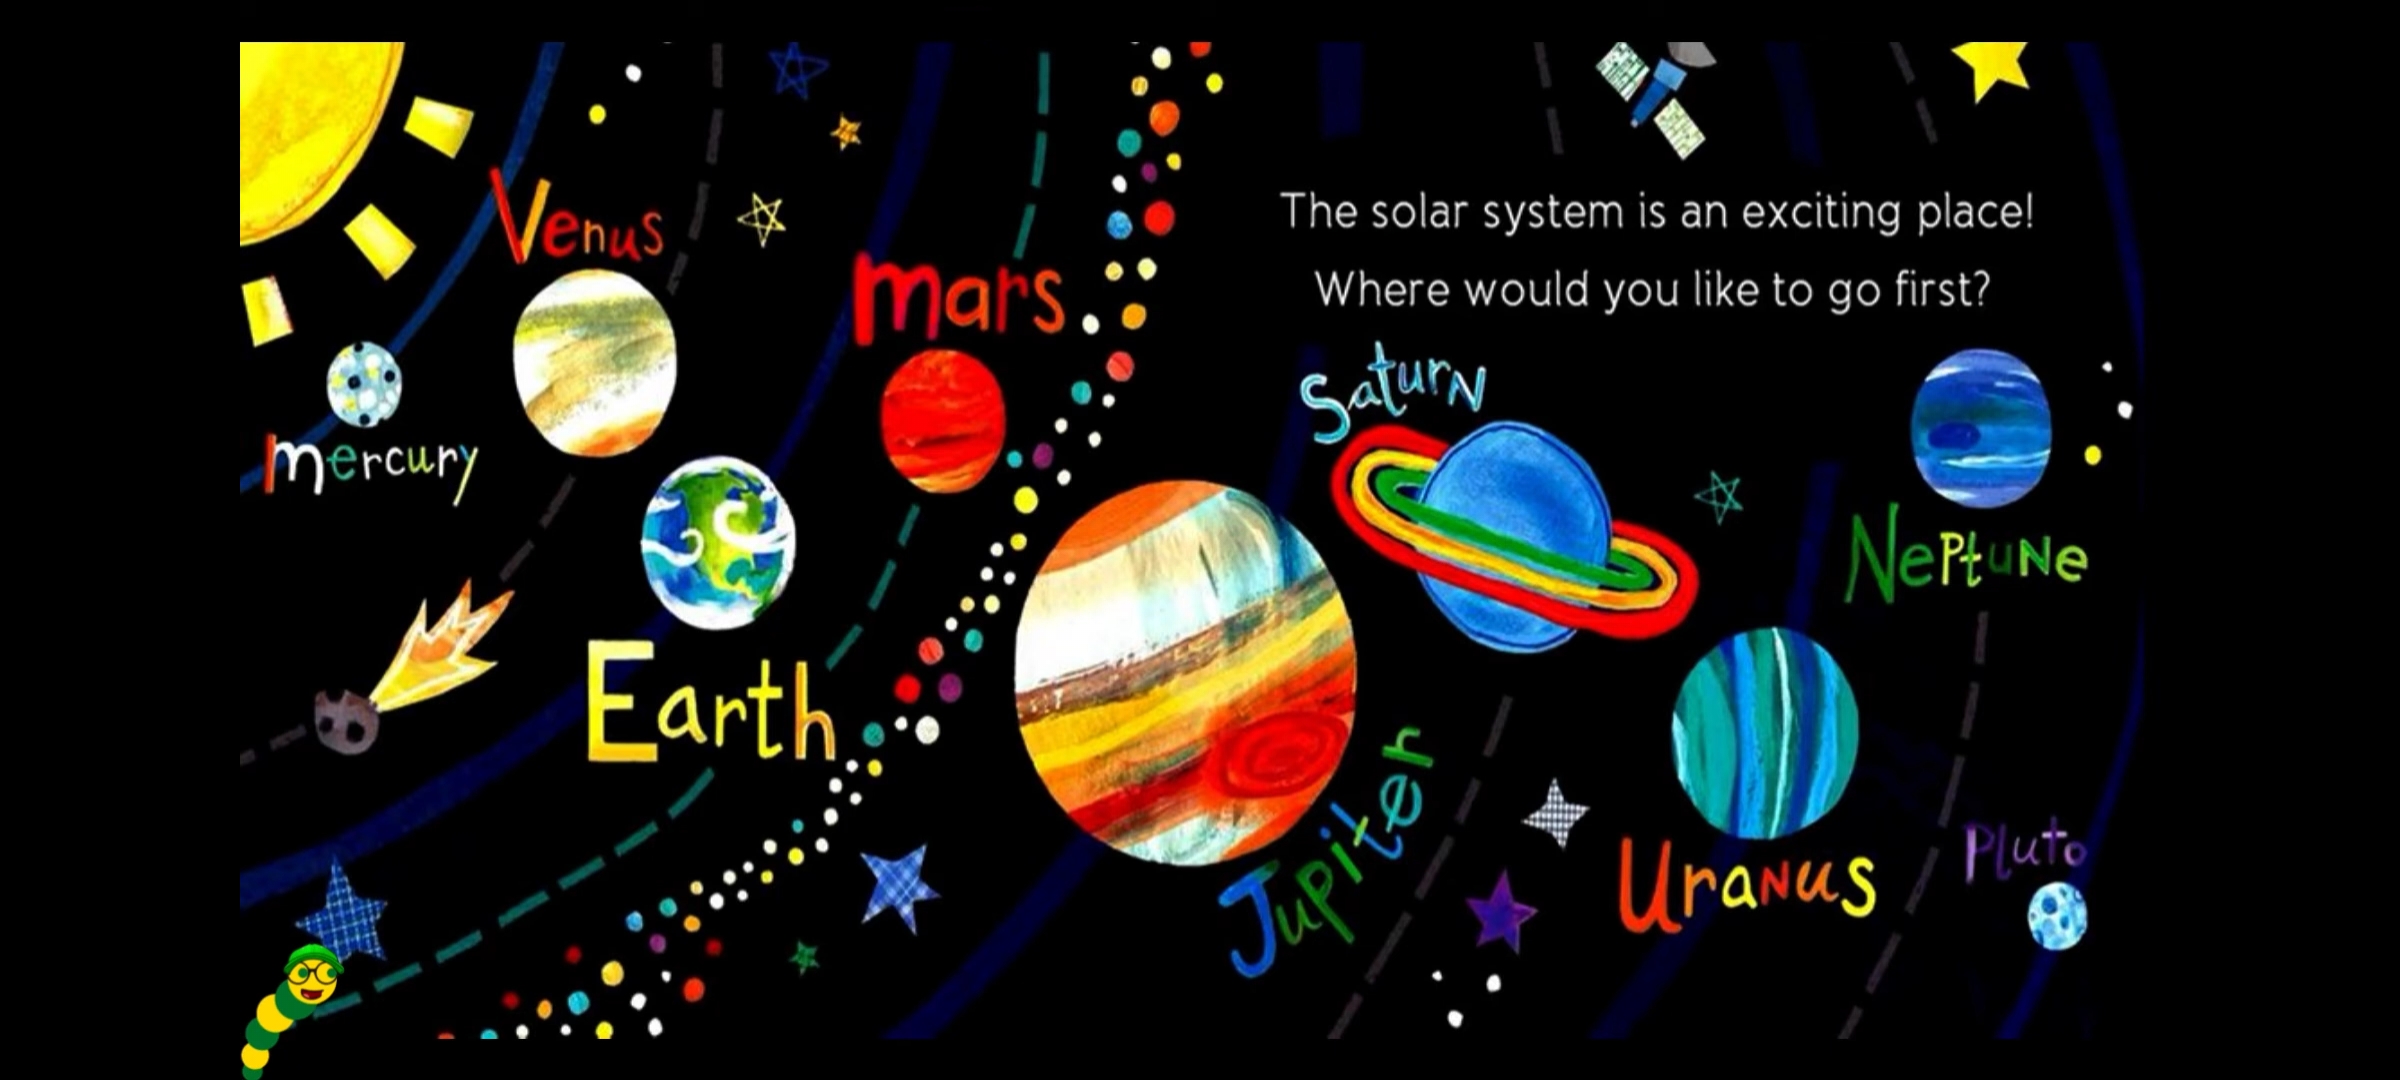 Venus
mars
mercury
Earth
The solar system is an exciting place!
Where would you like to go first?
Saturn
Neptune
Jupiter
Uranus
Pluto